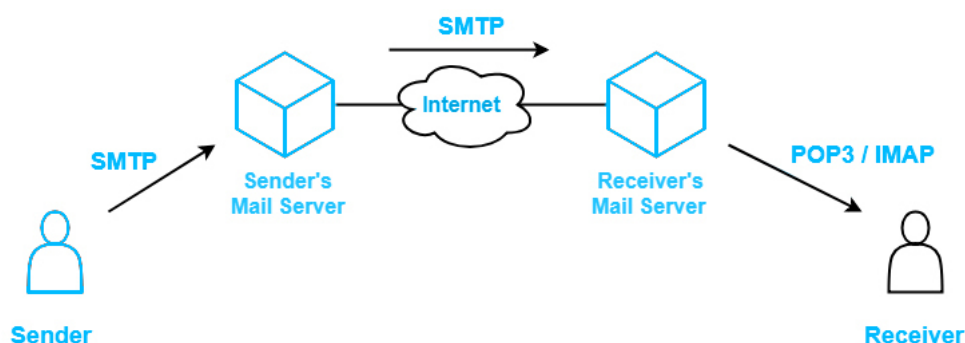 SMTP
Internet
SMTP
POP3 / IMAP
Sender's
Mail Server
Receiver's
Mail Server
Sender
Receiver